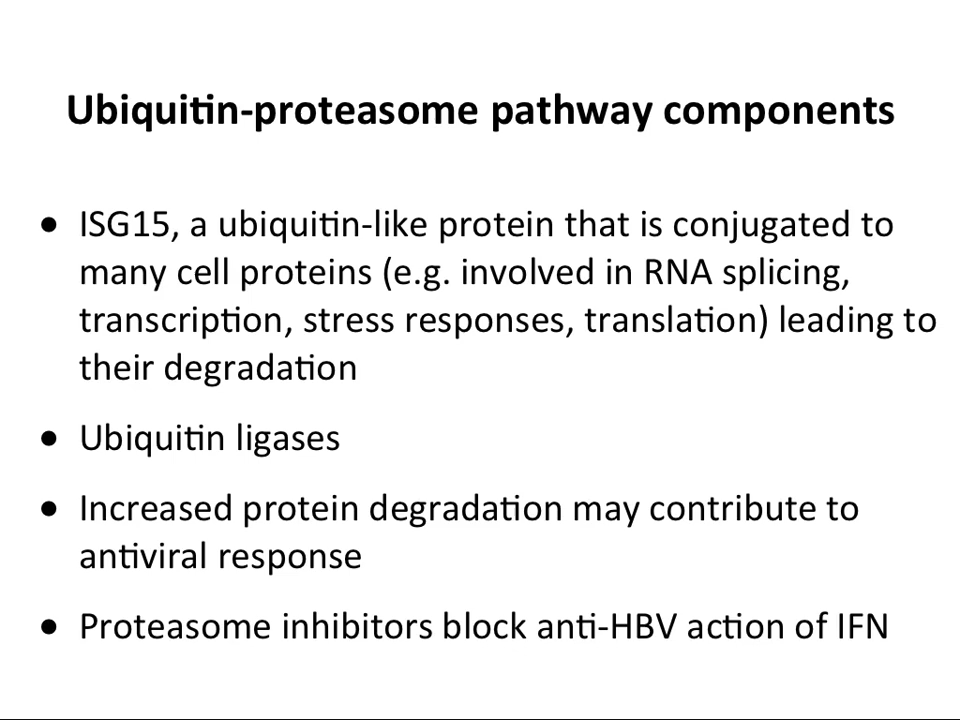 Ubiquitin-proteasome pathway components
• ISG15, a ubiquitin-like protein that is conjugated to
many cell proteins (e.g. involved in RNA splicing,
transcription, stress responses, translation) leading to
their degradation
• Ubiquitin ligases
• Increased protein degradation may contribute to
antiviral response
• Proteasome inhibitors block anti-HBV action of IFN